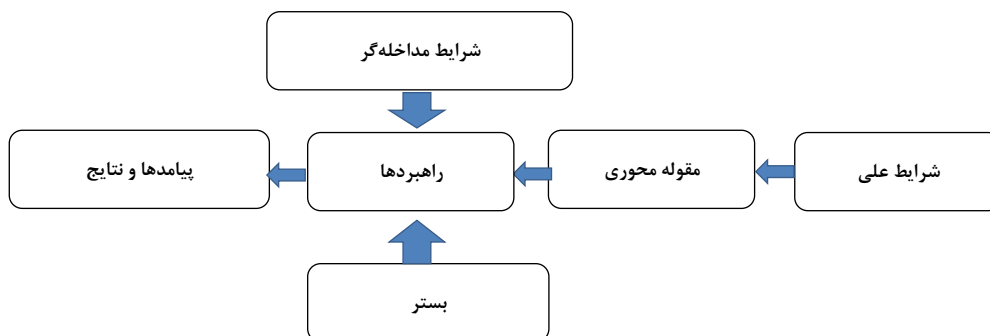 شرایط مداخله‌گر
شرایط علی
مقوله محوری
راهبردها
پیامدها و نتایج
بستر